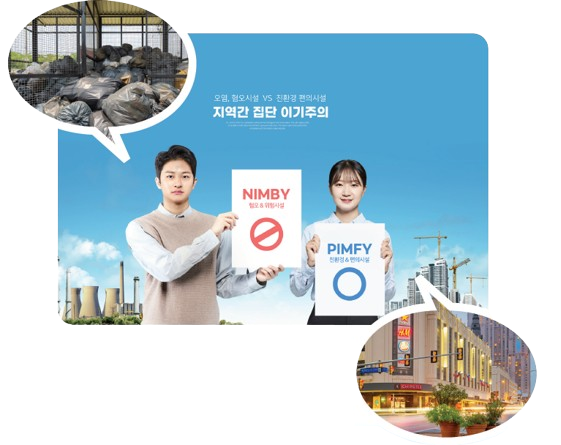 오염, 혐오시설 VS 친환경 편의시설
지역간 집단 이기주의
NIMBY
혐오 & 위험시설
PIMFY
친환경 & 편의시설